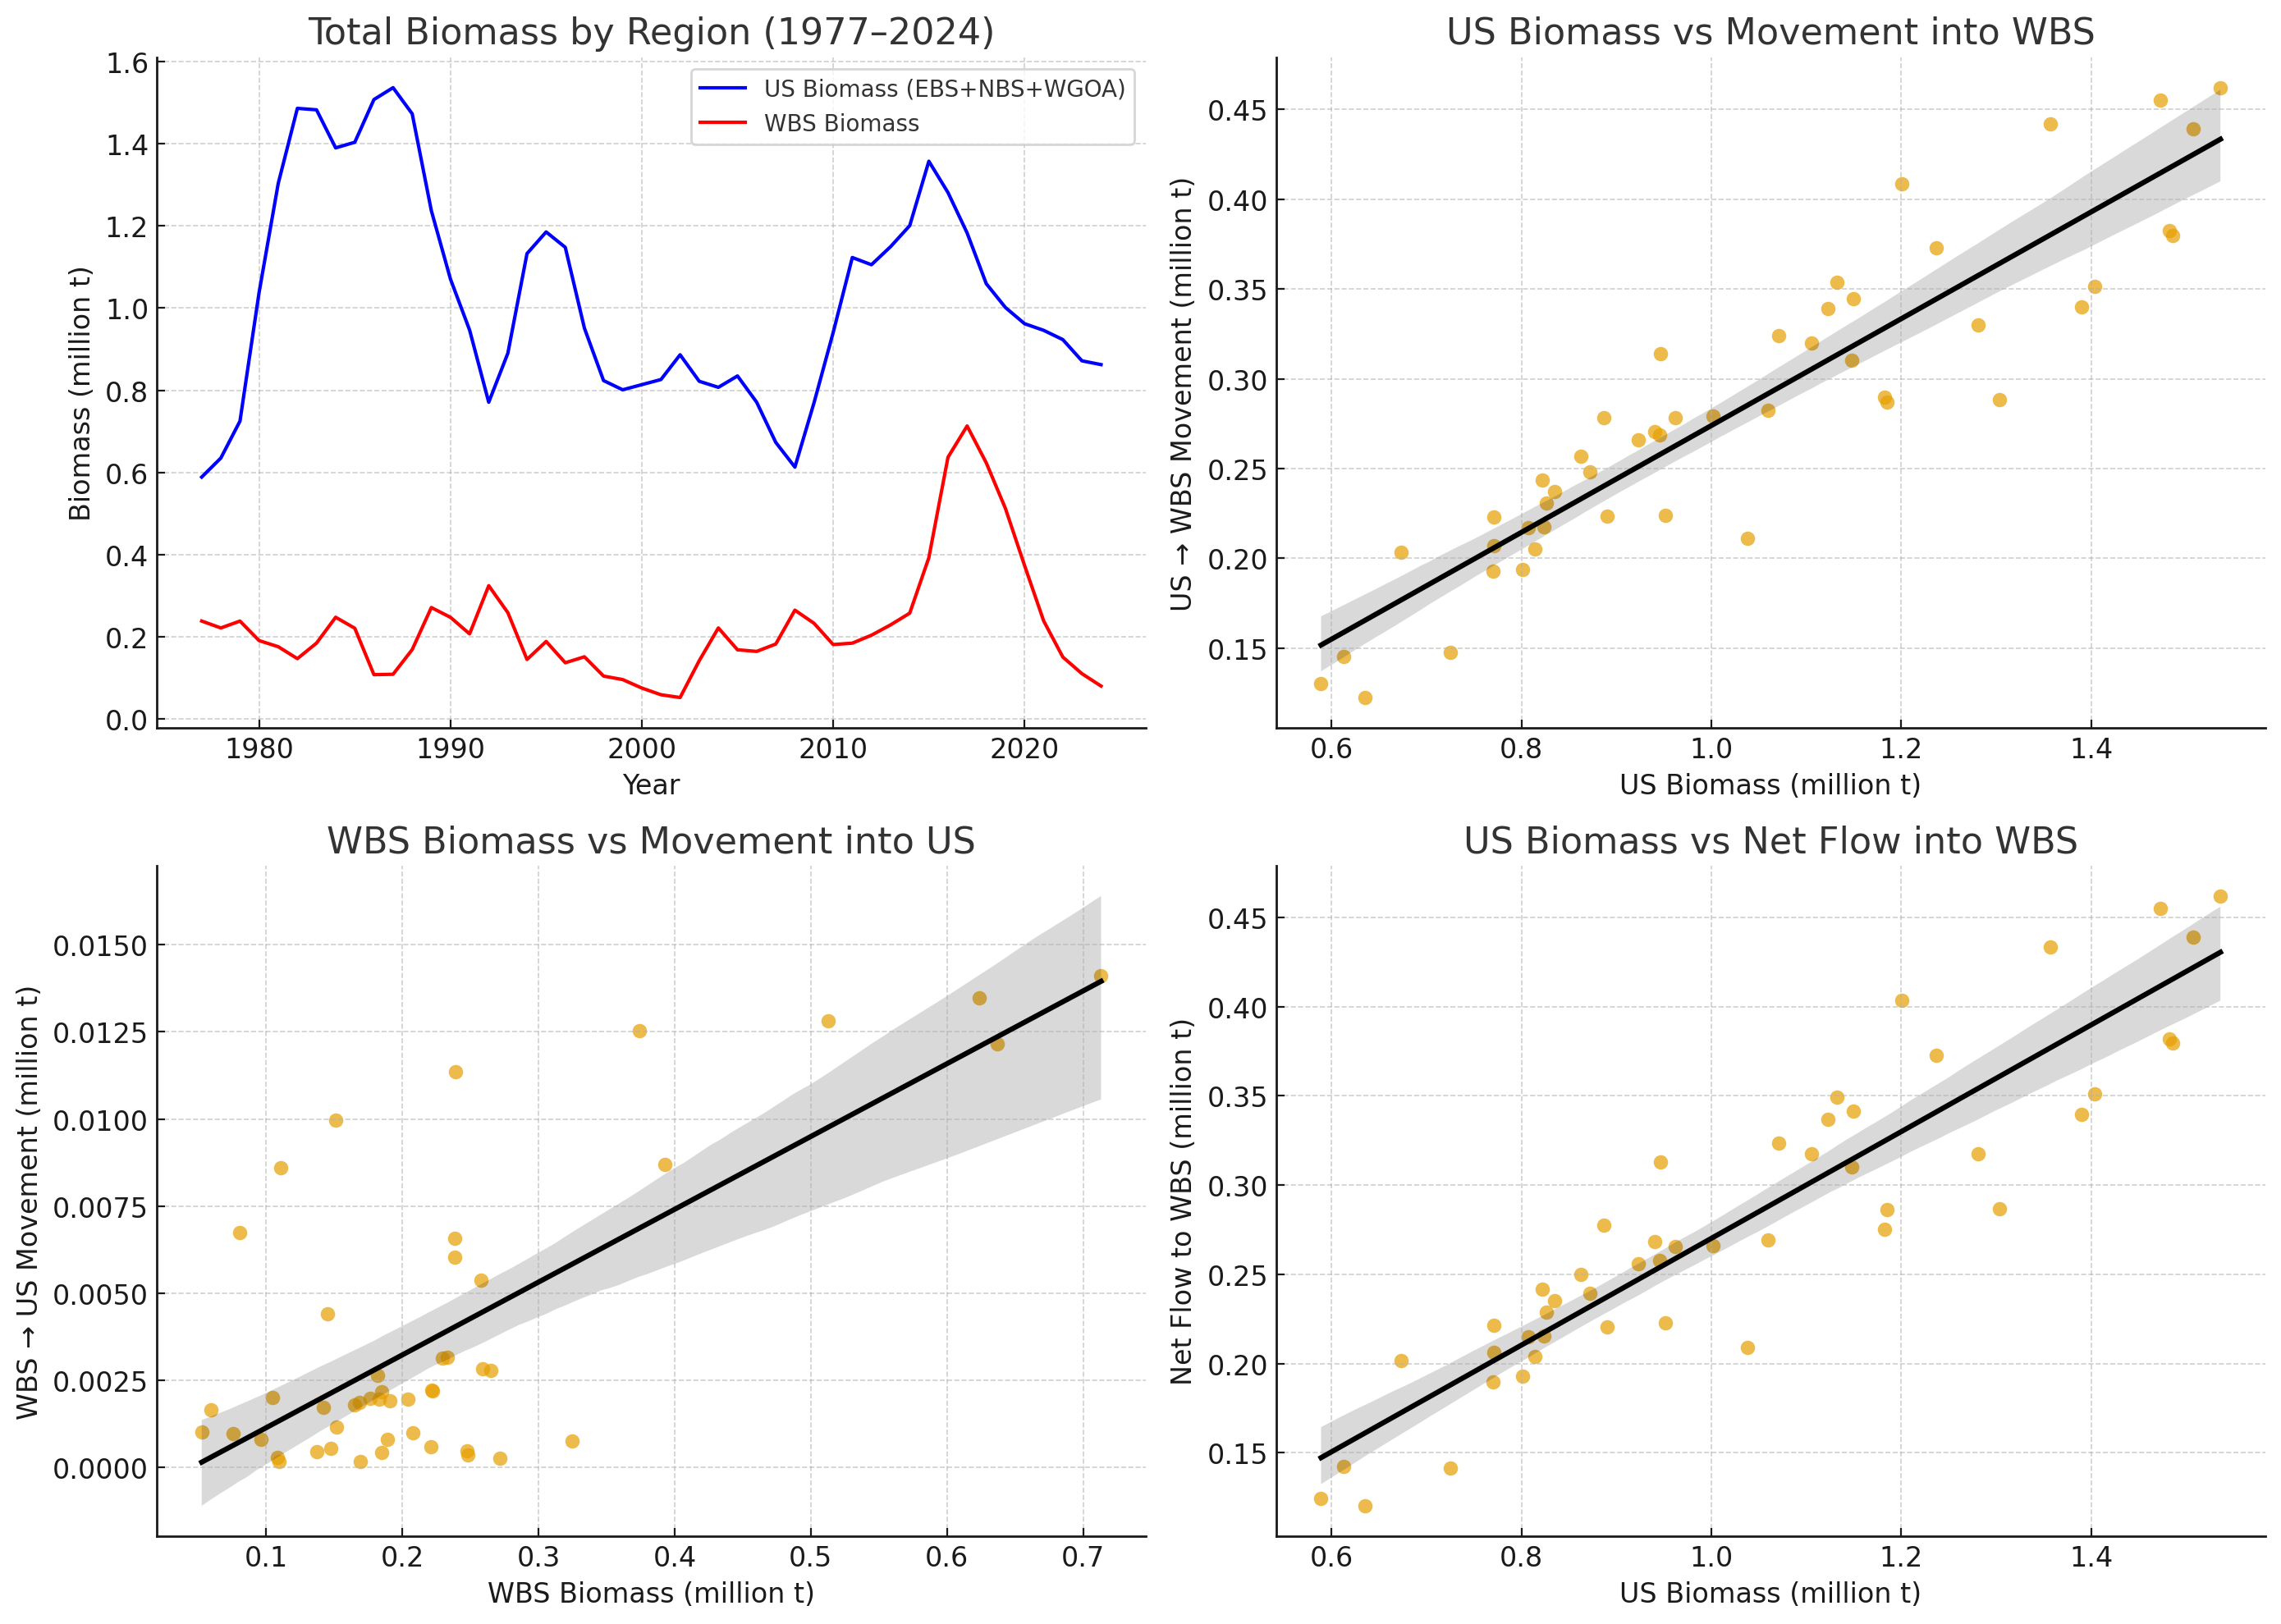 Total Biomass by Region (1977–2024)
US Biomass (EBS+NBS+WGOA)
WBS Biomass
Biomass (million t)
1.6
1.4
1.2
1.0
0.8
0.6
0.4
0.2
0.0
1980 1990 2000 2010 2020
Year
US Biomass vs Movement into WBS
US → WBS Movement (million t)
0.45
0.40
0.35
0.30
0.25
0.20
0.15
0.6 0.8 1.0 1.2 1.4
US Biomass (million t)
WBS Biomass vs Movement into US
WBS → US Movement (million t)
0.0150
0.0125
0.0100
0.0075
0.0050
0.0025
0.0000
0.1 0.2 0.3 0.4 0.5 0.6 0.7
WBS Biomass (million t)
US Biomass vs Net Flow into WBS
Net Flow to WBS (million t)
0.45
0.40
0.35
0.30
0.25
0.20
0.15
0.6 0.8 1.0 1.2 1.4
US Biomass (million t)